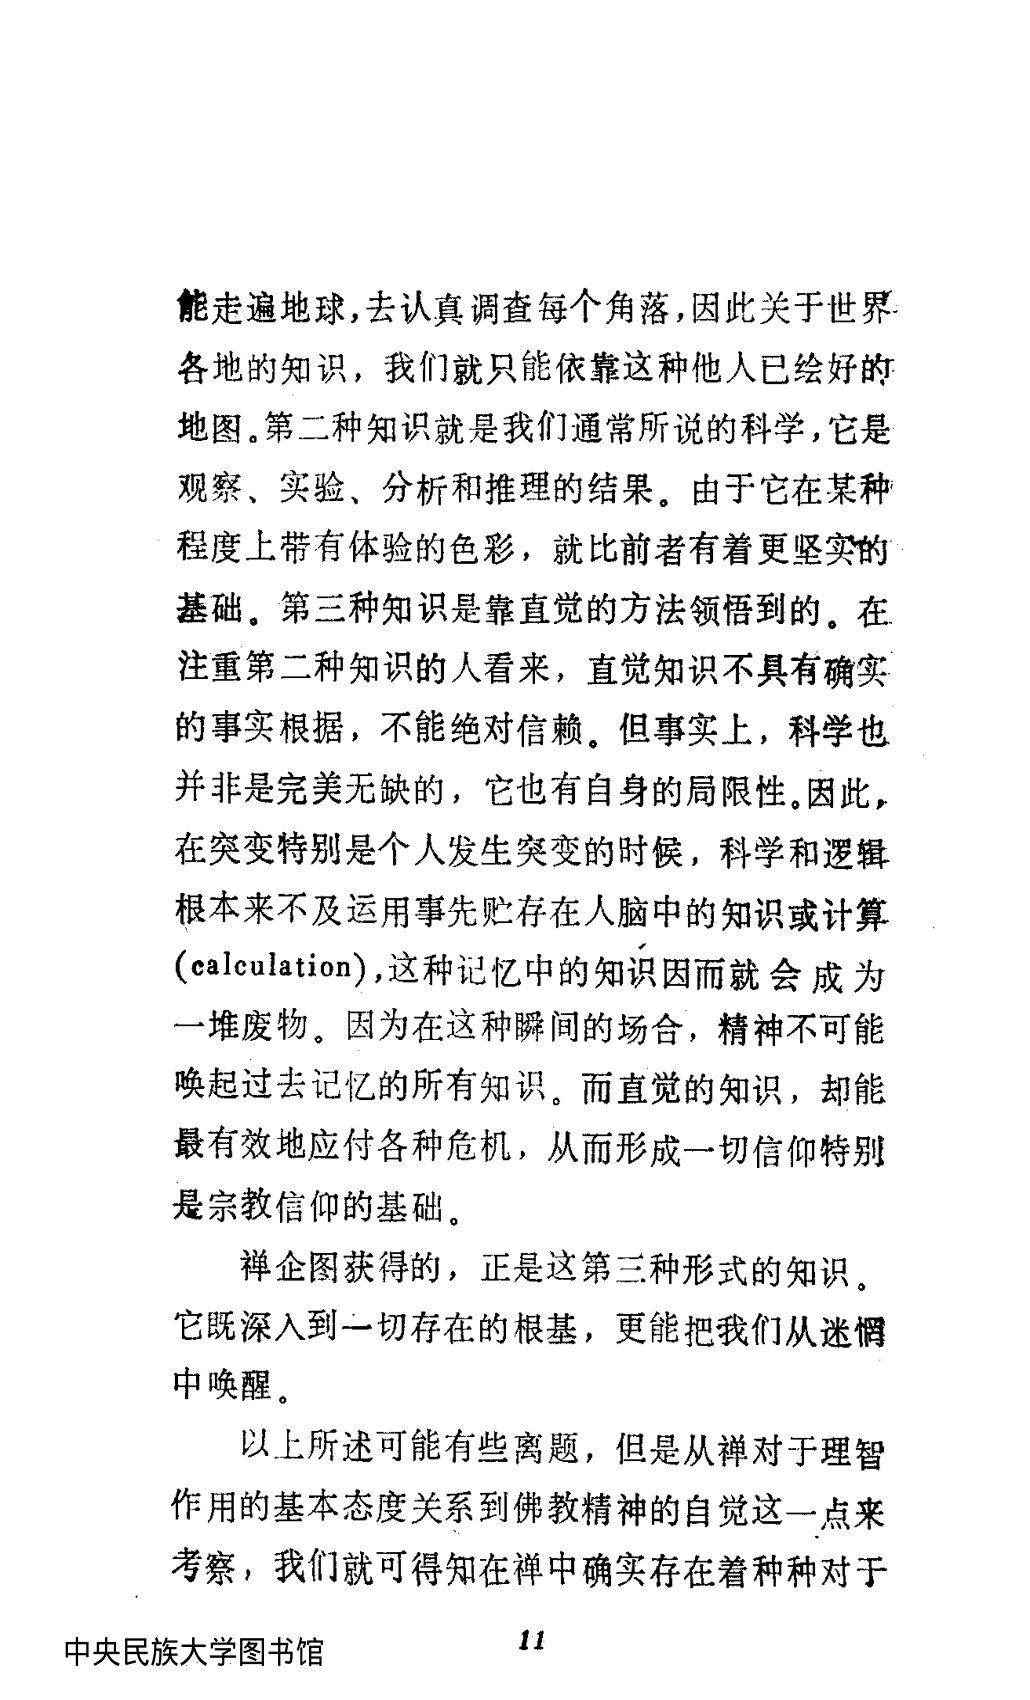 能走遍地球,去认真调查每个角落,因此关于世界
各地的知识，我们就只能依靠这种他人已绘好的
地图。第二种知识就是我们通常所说的科学,它是
观察、实验、分析和推理的结果。由于它在某种
程度上带有体验的色彩，就比前者有着更坚实的
基础。第三种知识是靠直觉的方法领悟到的。在
注重第二种知识的人看来，直觉知识不具有确实
的事实根据，不能绝对信赖。但事实上，科学也
并非是完美无缺的，它也有自身的局限性。因此,
在突变特别是个人发生突变的时候，科学和逻辑
根本来不及运用事先贮存在人脑中的知识或计算
(calculation),这种记忆中的知识因而就会成为
一堆废物。因为在这种瞬间的场合，精神不可能
唤起过去记忆的所有知识。而直觉的知识，却能
最有效地应付各种危机，从而形成一切信仰特别
是宗教信仰的基础。
禅企图获得的，正是这第三种形式的知识。
它既深入到一切存在的根基，更能把我们从迷惘
中唤醒。
以上所述可能有些离题，但是从禅对于理智
作用的基本态度关系到佛教精神的自觉这一点来
考察，我们就可得知在禅中确实存在着种种对于
11
中央民族大学图书馆